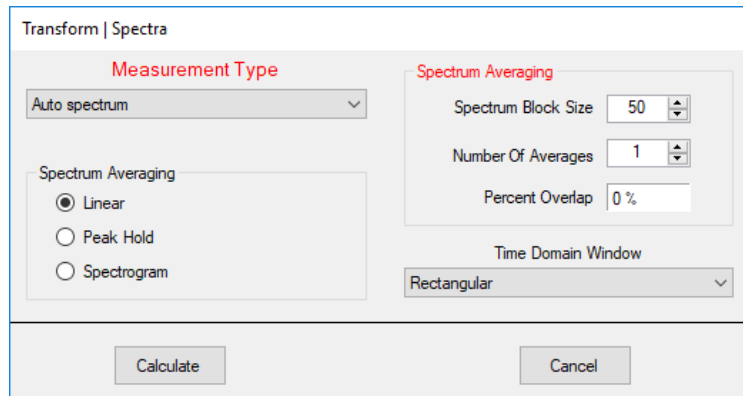 Transform | Spectra
Measurement Type
Auto spectrum
Spectrum Averaging
Linear
Peak Hold
Spectrogram
Spectrum Averaging
Spectrum Block Size 50
Number Of Averages 1
Percent Overlap 0 %
Time Domain Window
Rectangular
Calculate
Cancel